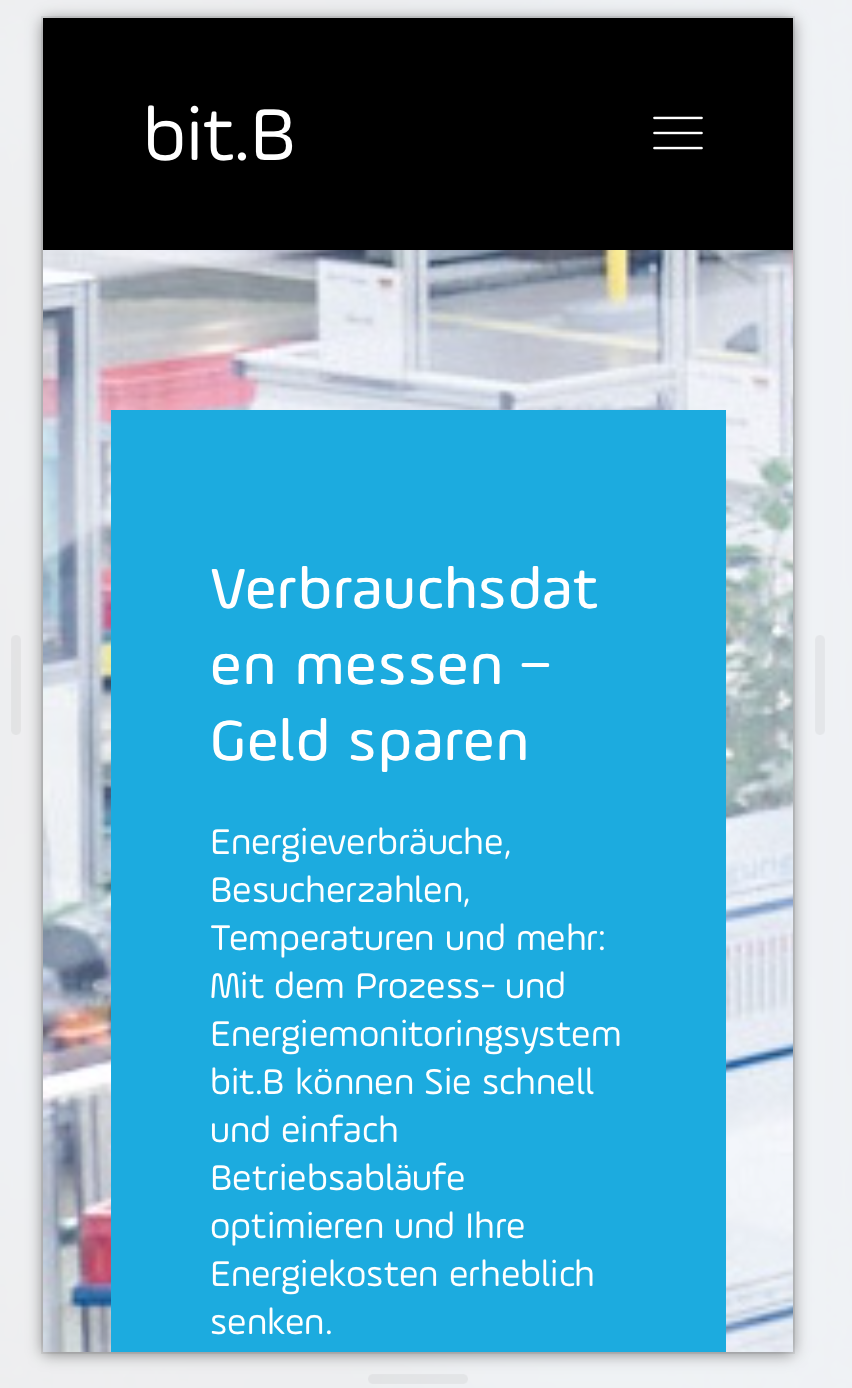 bit.B
Verbrauchsdat
en messen –
Geld sparen
Energieverbräuche,
Besucherzahlen,
Temperaturen und mehr:
Mit dem Prozess- und
Energiemonitoringsystem
bit.B können Sie schnell
und einfach
Betriebsabläufe
optimieren und Ihre
Energiekosten erheblich
senken.